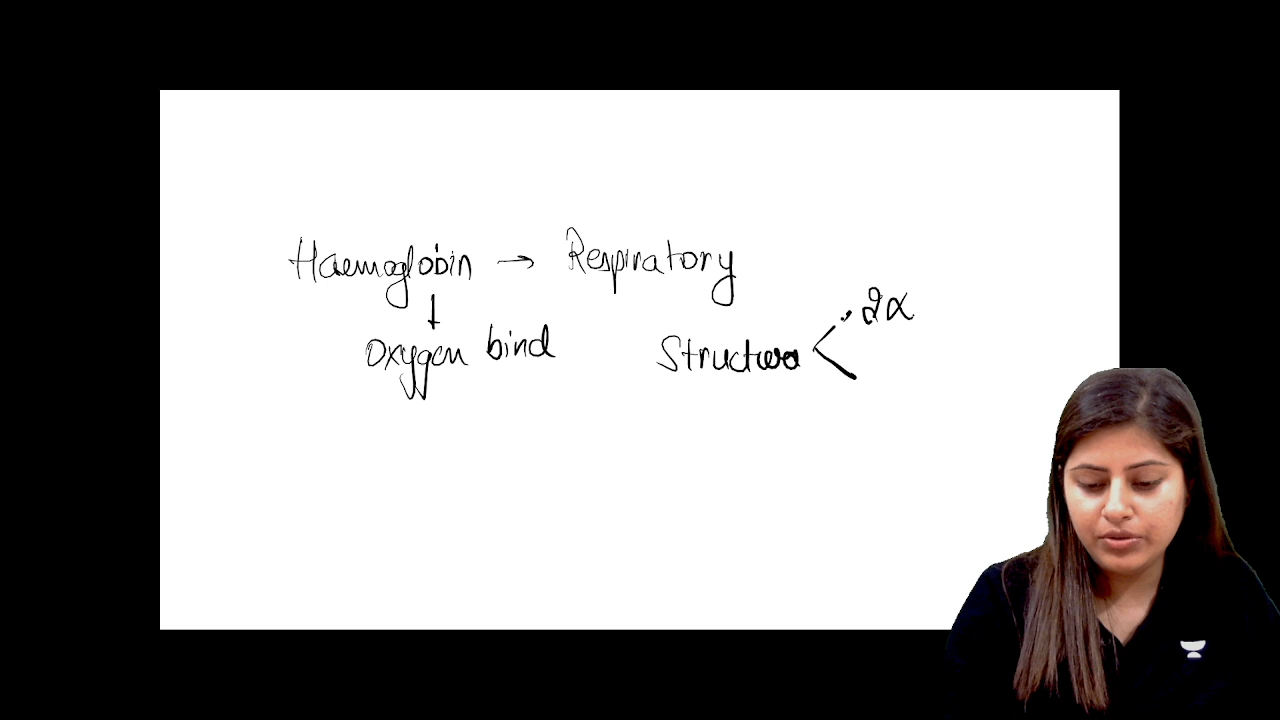 Haemoglobin → Respiratory
↓
Oxygen bind
Structure < 2α